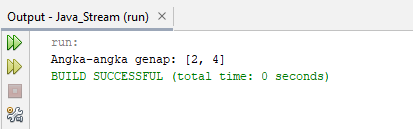 Output - Java_Stream (run)
run:
Angka-angka genap: [2, 4]
BUILD SUCCESSFUL (total time: 0 seconds)